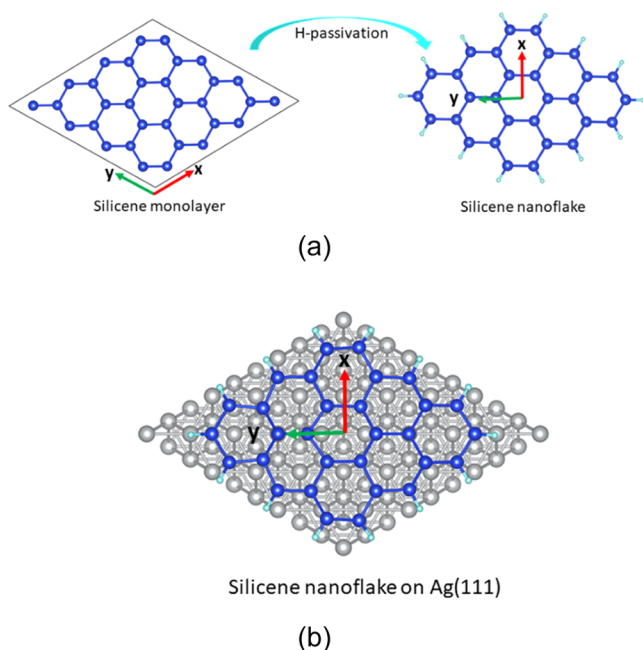 H-passivation
x
y
y
x
Silicene monolayer
Silicene nanoflake
(a)
x
y
Silicene nanoflake on Ag(111)
(b)